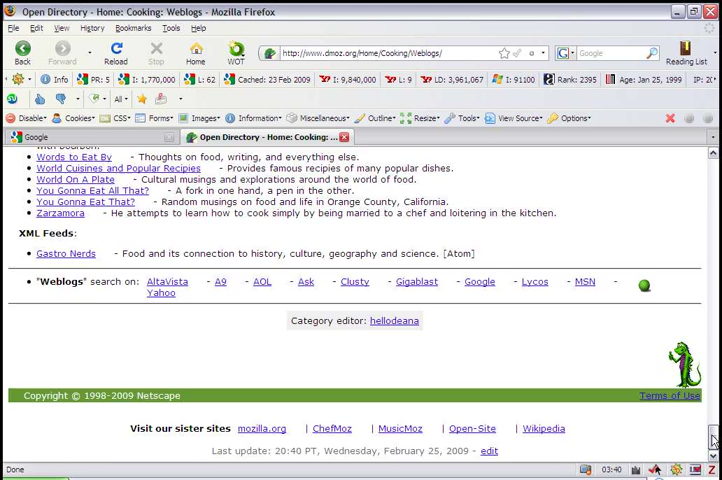 Open Directory - Home: Cooking: Weblogs - Mozilla Firefox
File Edit View History Bookmarks Tools Help
Back Forward Reload Stop Home WOT http://www.dmoz.org/Home/Cooking/Weblogs/ Google Reading List
Info PR: 5 I: 1,770,000 L: 62 Cached: 23 Feb 2009 I: 9,840,000 L: 9 LD: 3,961,067 I: 91100 Rank: 2395 Age: Jan 25, 1999 IP: 20
All
Disable Cookies CSS Forms Images Information Miscellaneous Outline Resize Tools View Source Options
Google Open Directory - Home: Cooking: ...
with bourbon.
Words to Eat By - Thoughts on food, writing, and everything else.
World Cuisines and Popular Recipies - Provides famous recipies of many popular dishes.
World On A Plate - Cultural musings and explorations around the world of food.
You Gonna Eat All That? - A fork in one hand, a pen in the other.
You Gonna Eat That? - Random musings on food and life in Orange County, California.
Zarzamora - He attempts to learn how to cook simply by being married to a chef and loitering in the kitchen.
XML Feeds:
Gastro Nerds - Food and its connection to history, culture, geography and science. [Atom]
"Weblogs" search on: AltaVista - A9 - AOL - Ask - Clusty - Gigablast - Google - Lycos - MSN -
Yahoo
Category editor: hellodeana
Copyright © 1998-2009 Netscape Terms of Use
Visit our sister sites mozilla.org | ChefMoz | MusicMoz | Open-Site | Wikipedia
Last update: 20:40 PT, Wednesday, February 25, 2009 - edit
Done 03:40